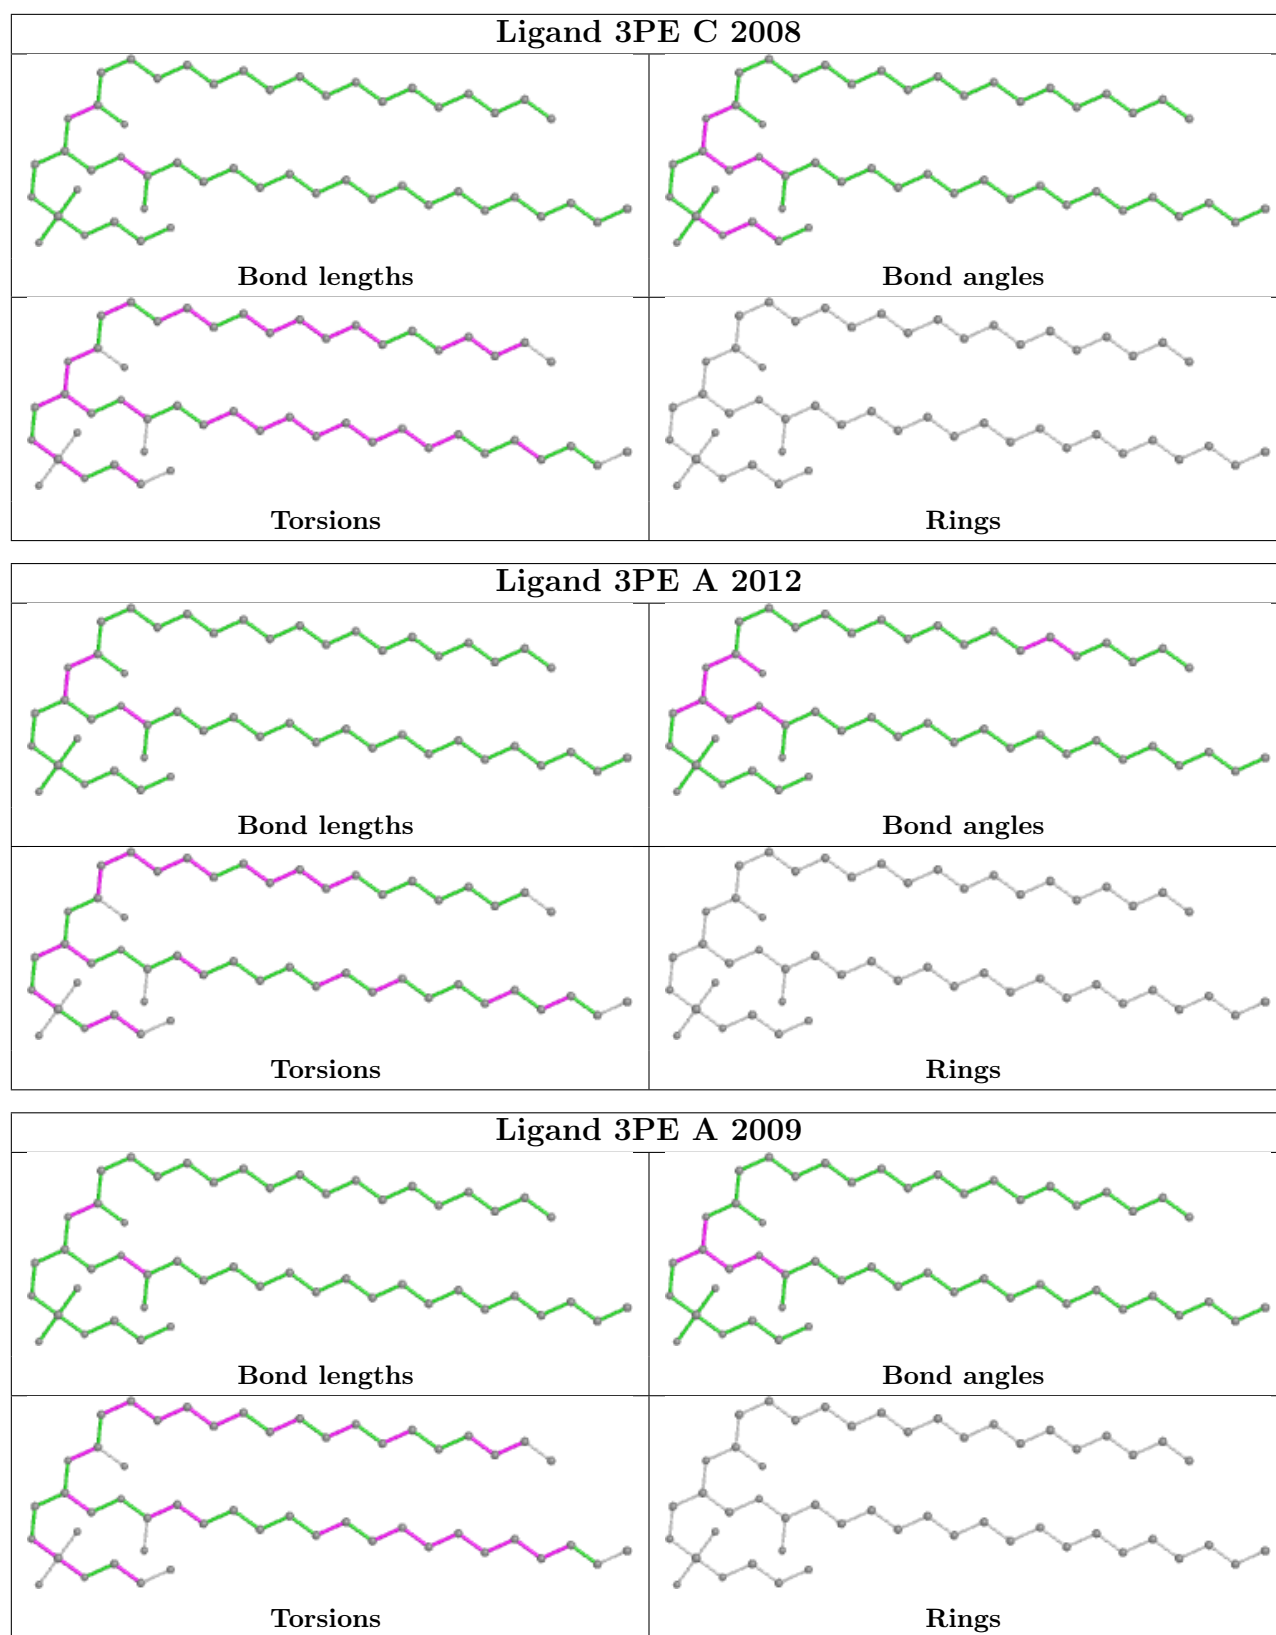 Ligand 3PE C 2008
Bond lengths
Bond angles
Torsions
Rings
Ligand 3PE A 2012
Bond lengths
Bond angles
Torsions
Rings
Ligand 3PE A 2009
Bond lengths
Bond angles
Torsions
Rings